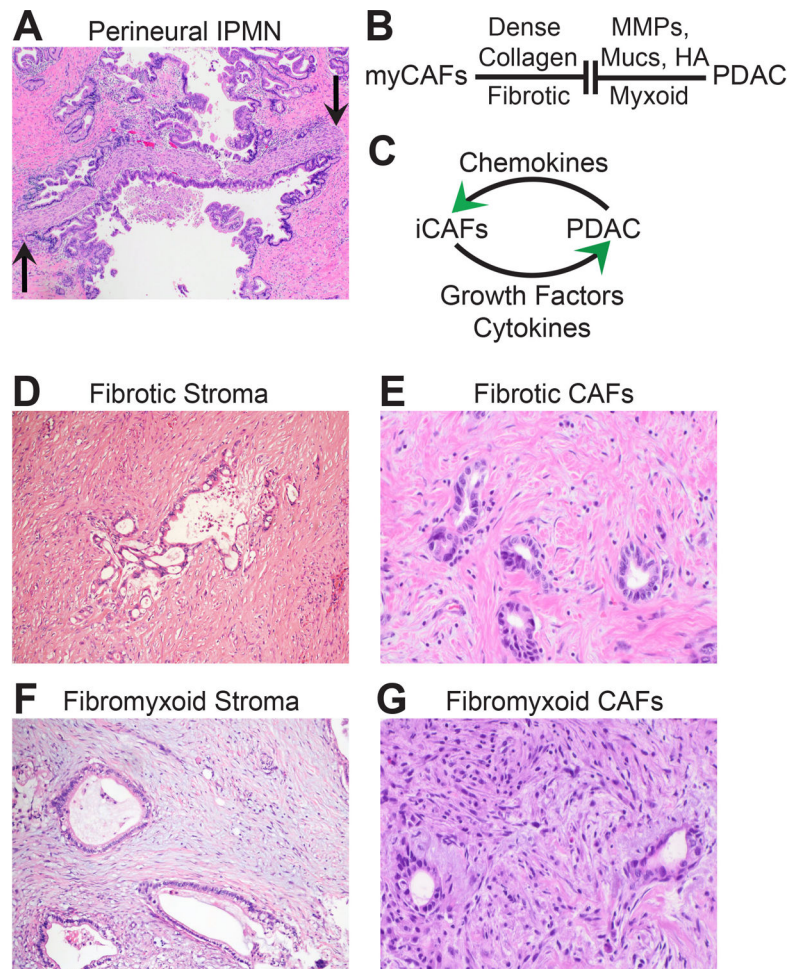 A Perineural IPMN
B
Dense
Collagen
Fibrotic
myCAFs
MMPs,
Mucs, HA
Myxoid
PDAC
C
Chemokines
iCAFs PDAC
Growth Factors
Cytokines
D Fibrotic Stroma
E Fibrotic CAFs
F Fibromyxoid Stroma
G Fibromyxoid CAFs